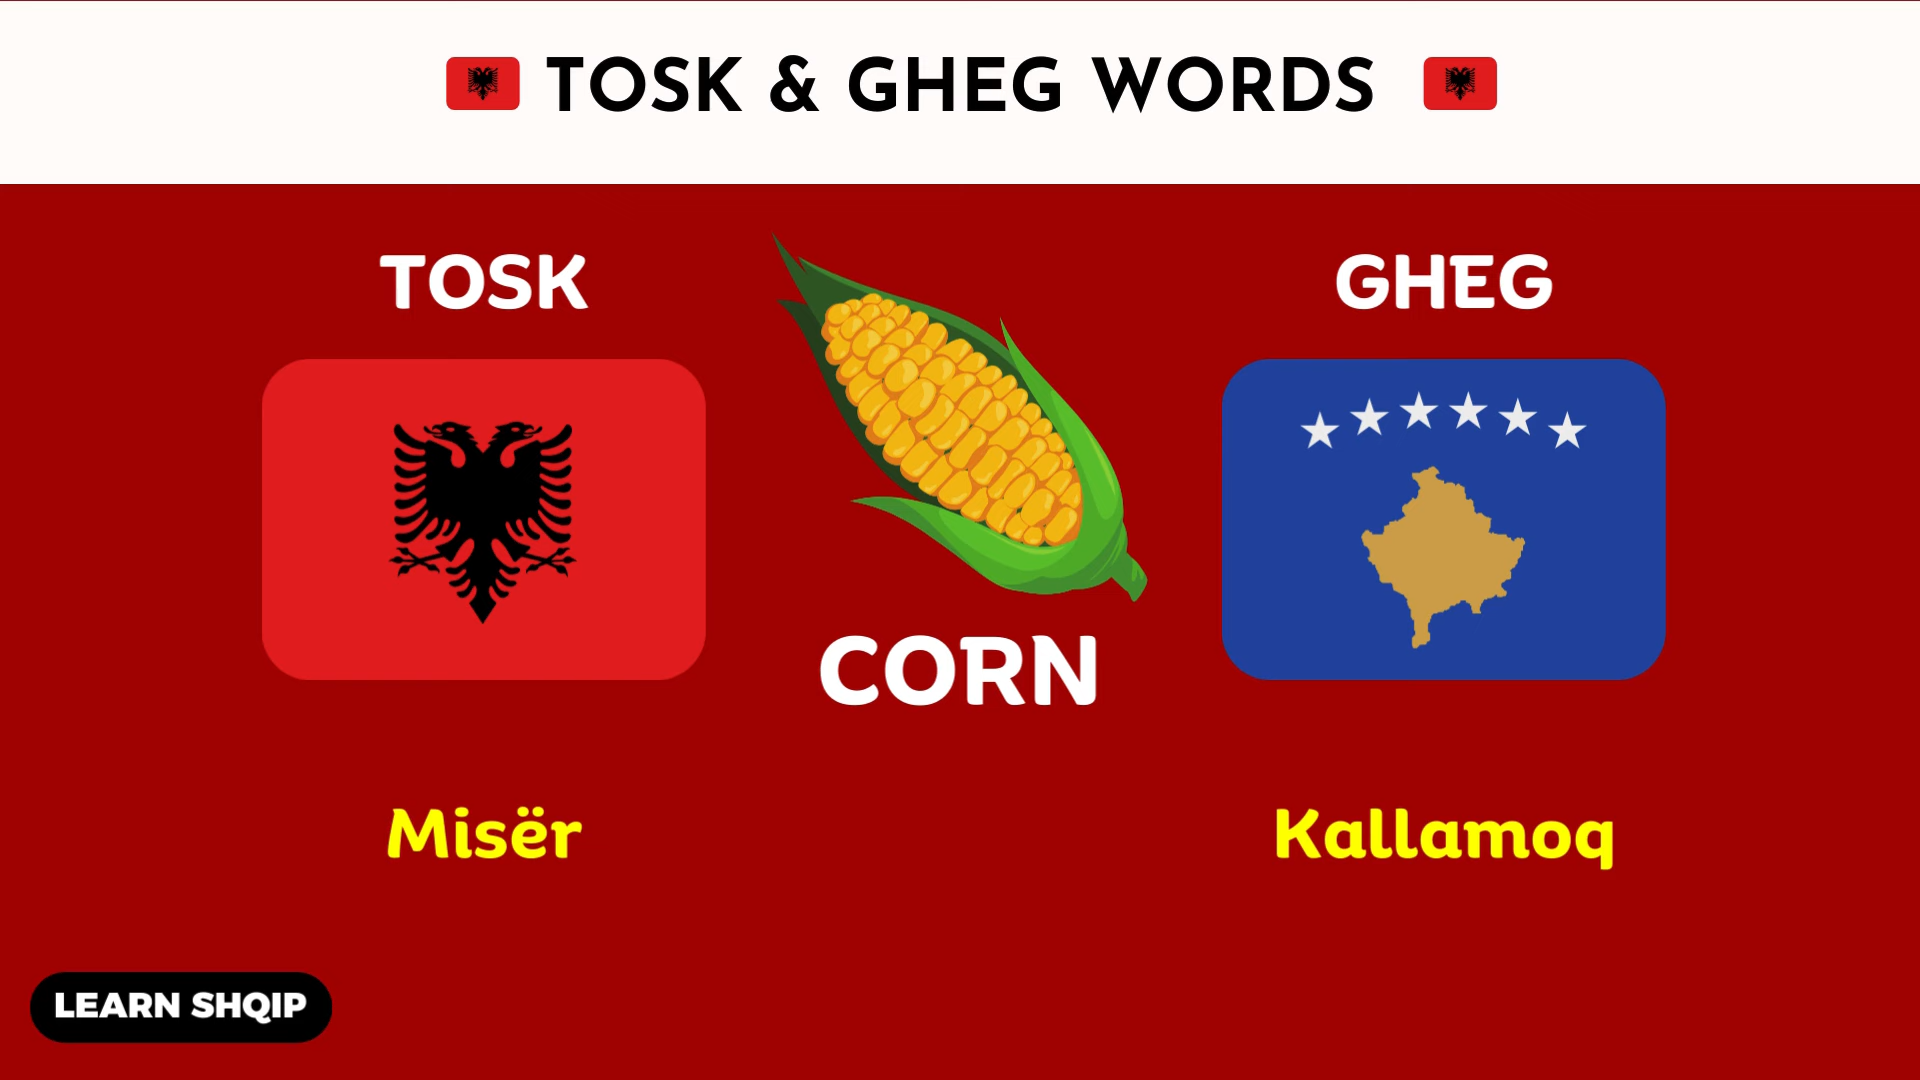 TOSK & GHEG WORDS
TOSK
GHEG
CORN
Misër
Kallamoq
LEARN SHQIP